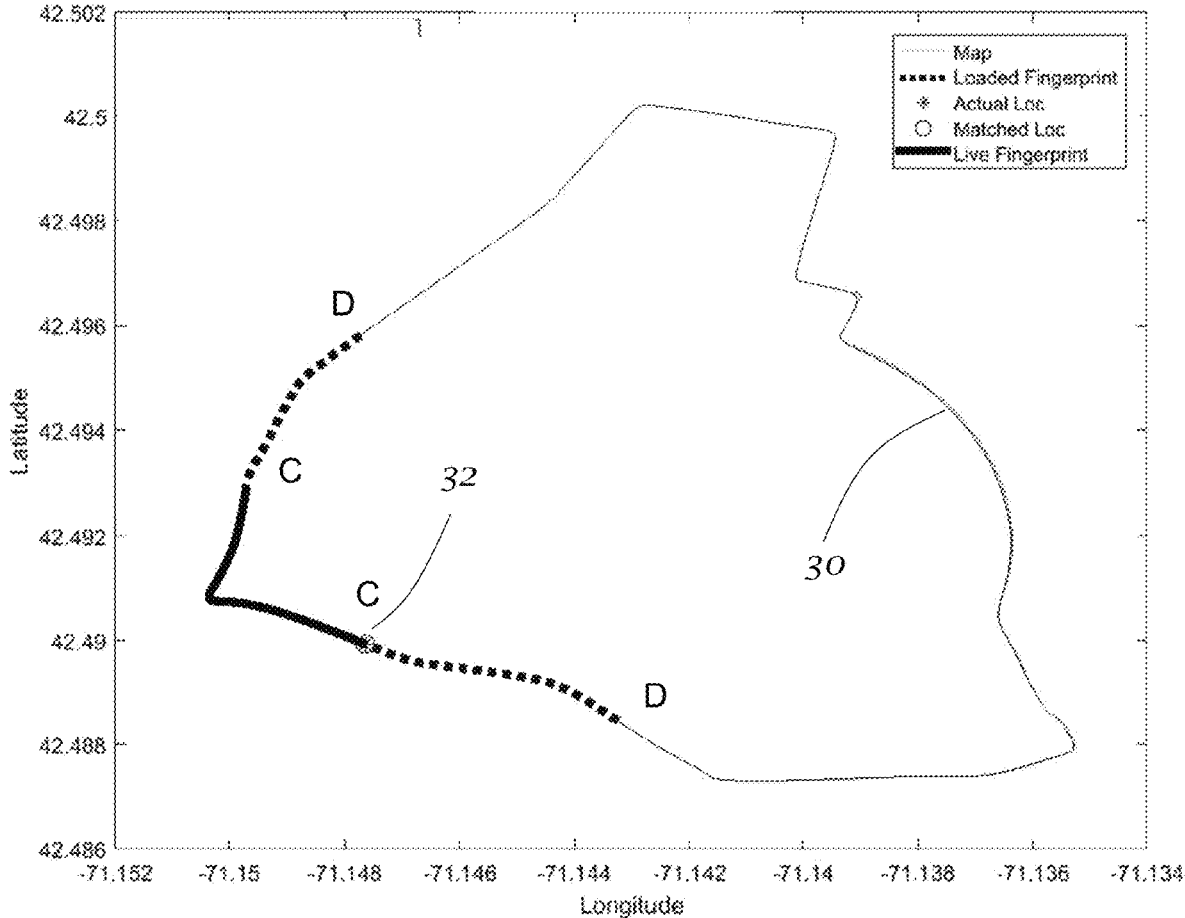 42.502
42.5
42.498
42.496
42.494
42.492
42.49
42.488
42.486
Latitude
Map
Loaded Fingerprint
Actual Loc
Matched Loc
Live Fingerprint
D
C
32
30
C
D
-71.152
-71.15
-71.148
-71.146
-71.144
-71.142
-71.14
-71.138
-71.136
-71.134
Longitude